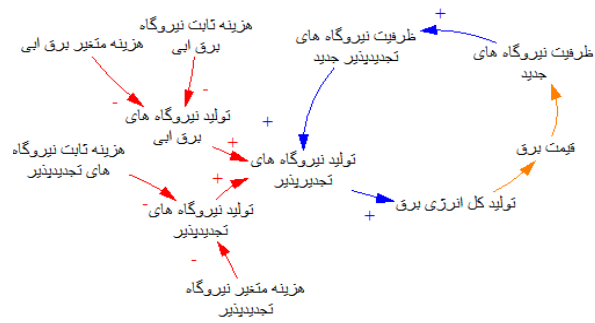 هزینه ثابت نیروگاه
برق ابی
هزینه متغیر برق ابی
ظرفیت نیروگاه های
تجدیدپذیر جدید
ظرفیت نیروگاه های
جدید
+
+
-
-
تولید نیروگاه های
برق ابی
+
+
قیمت برق
هزینه ثابت نیروگاه
های تجدیدپذیر
تولید نیروگاه های
تجدیرپذیر
+
-
تولید نیروگاه های
تجدیدپذیر
+
تولید کل انرژی برق
-
هزینه متغیر نیروگاه
تجدیدپذیر